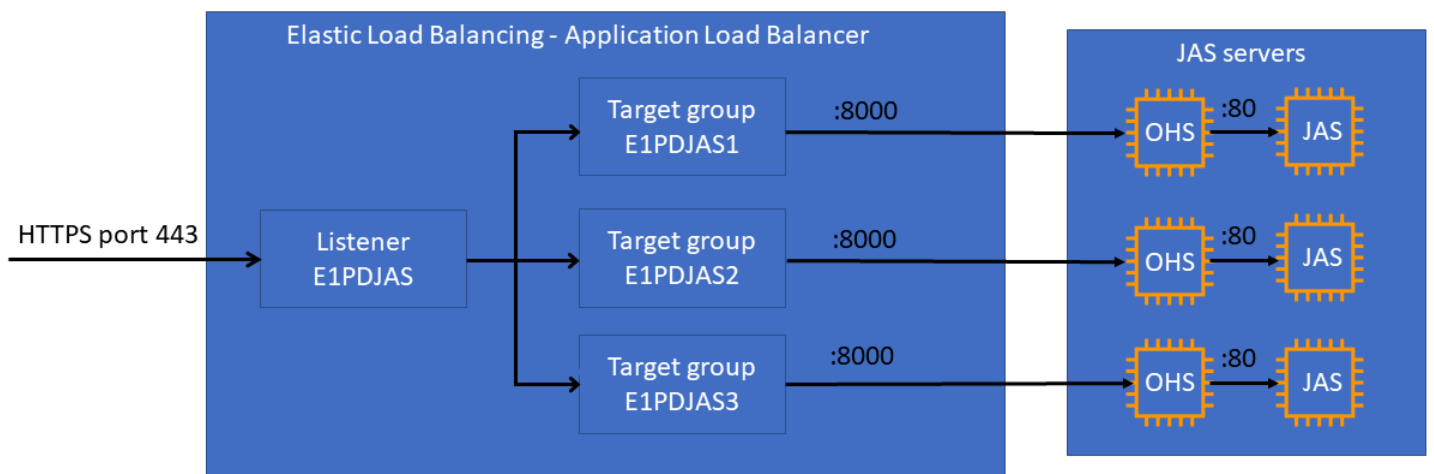 Elastic Load Balancing - Application Load Balancer
JAS servers
HTTPS port 443
Listener
E1PDJAS
Target group
E1PDJAS1
:8000
OHS
:80
JAS
Target group
E1PDJAS2
:8000
OHS
:80
JAS
Target group
E1PDJAS3
:8000
OHS
:80
JAS